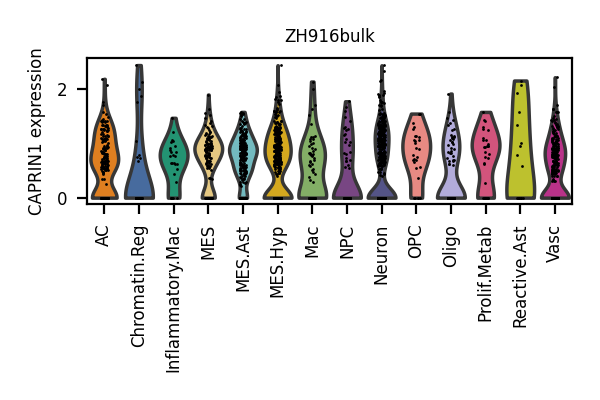 ZH916bulk
CAPRIN1 expression
2
0
AC
Chromatin.Reg
Inflammatory.Mac
MES
MES.Ast
MES.Hyp
Mac
NPC
Neuron
OPC
Oligo
Prolif.Metab
Reactive.Ast
Vasc